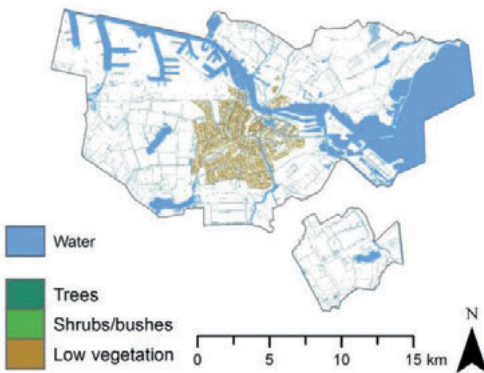 Water
Trees
Shrubs/bushes
Low vegetation
0 5 10 15 km
N